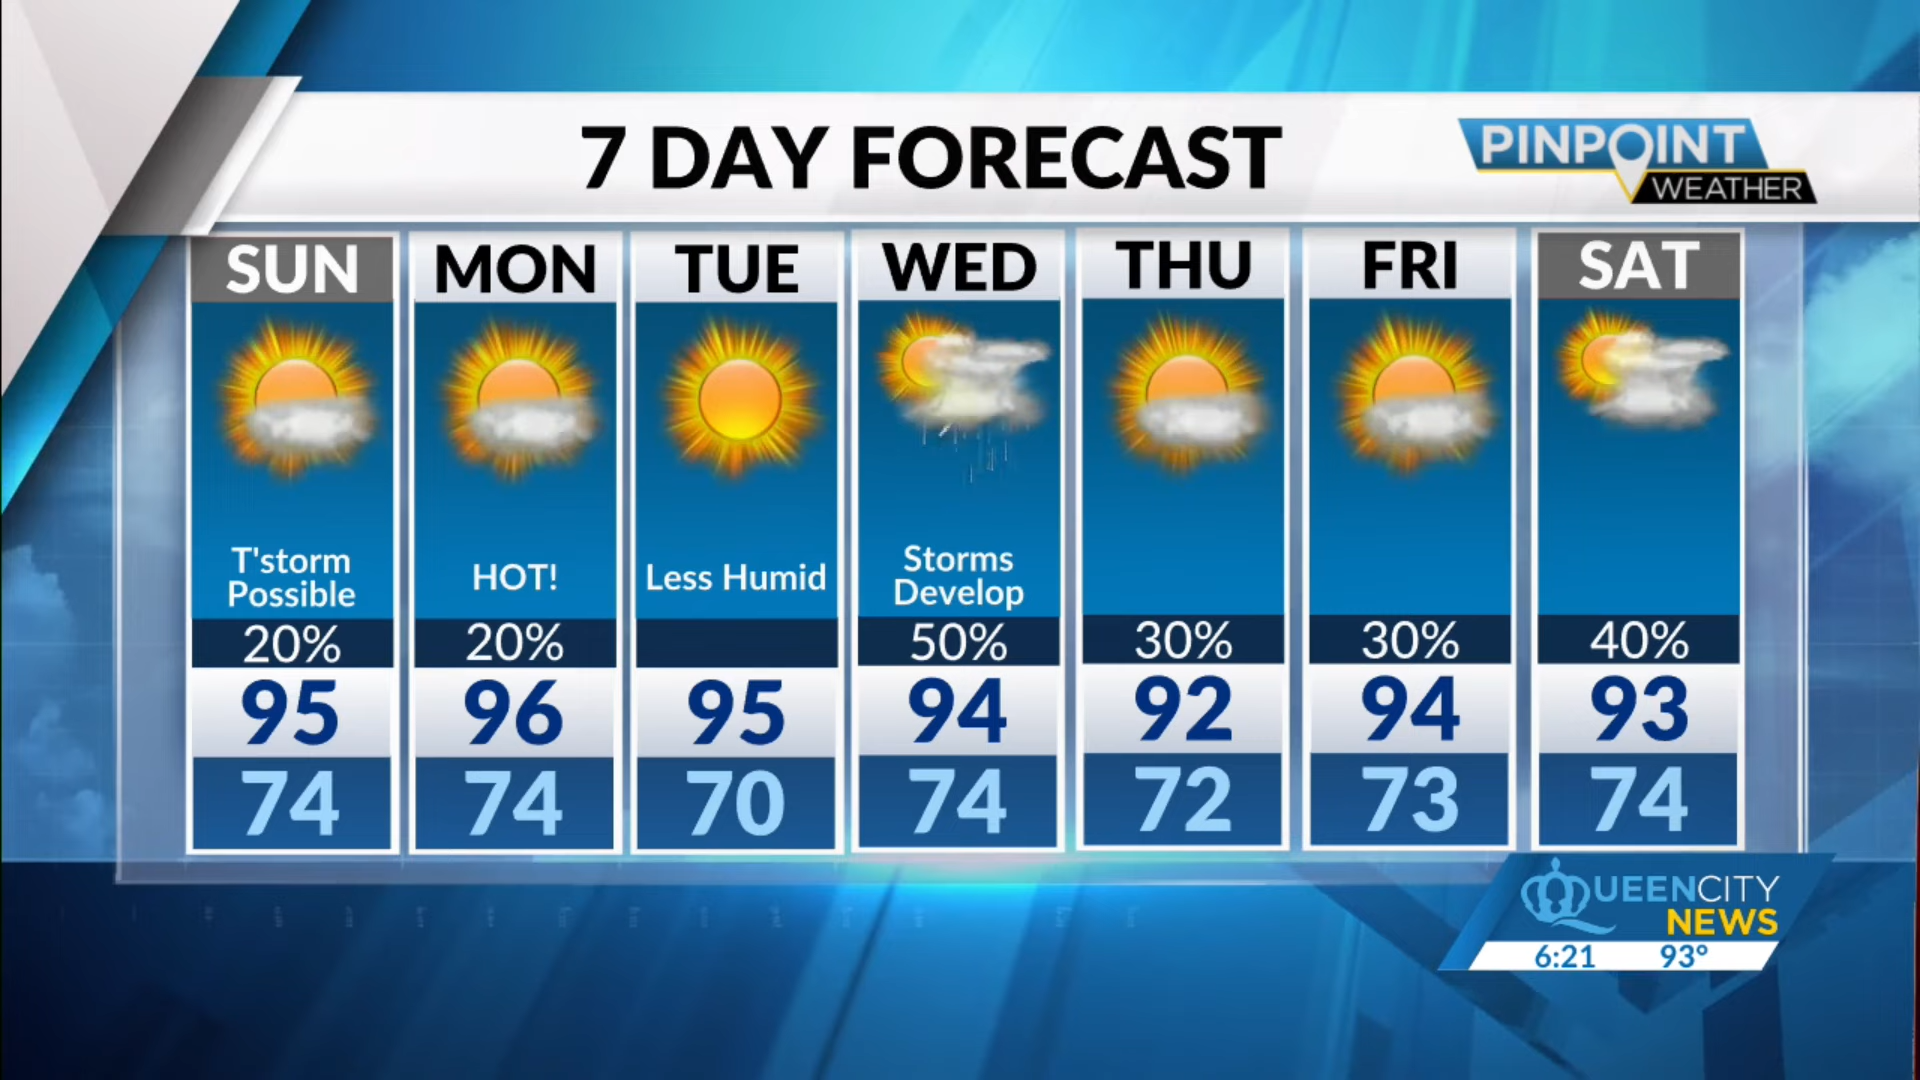 7 DAY FORECAST
PINPOINT
WEATHER
SUN MON TUE WED THU FRI SAT
T'storm
Possible
HOT!
Less Humid
Storms
Develop
20% 20% 50% 30% 30% 40%
95 96 95 94 92 94 93
74 74 70 74 72 73 74
QUEENCITY
NEWS
6:21 93°